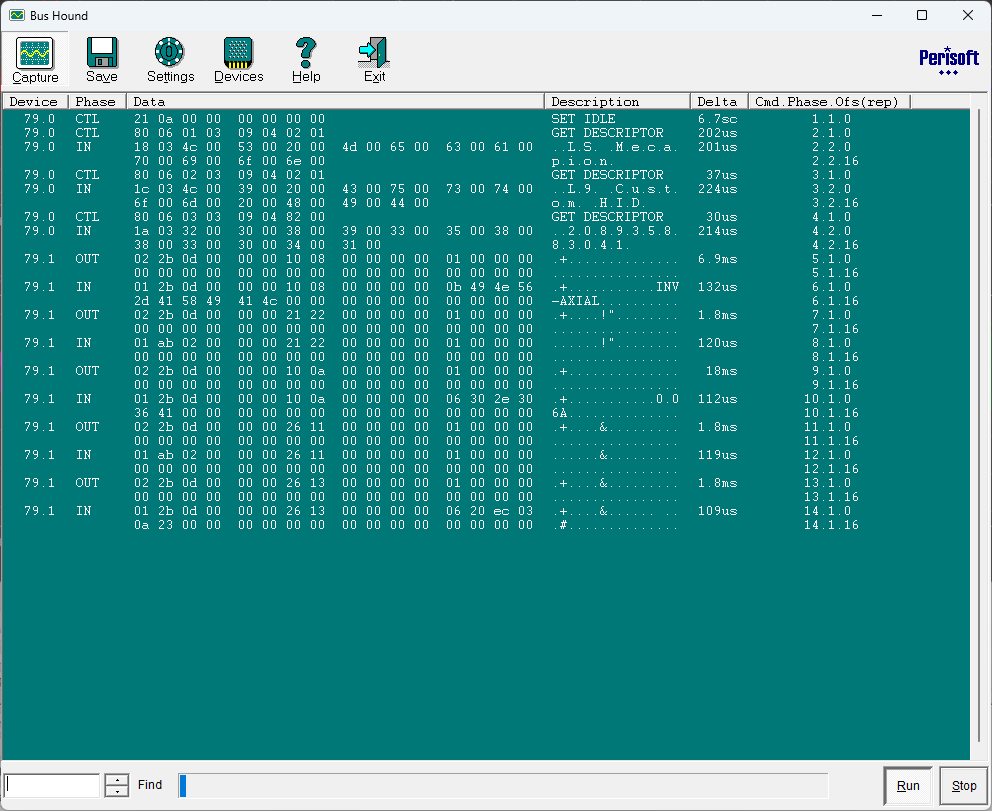 Bus Hound
Capture Save Settings Devices Help Exit Perisoft
Device Phase Data Description Delta Cmd.Phase.Ofs(rep)
79.0 CTL 21 0a 00 00 00 00 00 00 SET IDLE 6.7sc 1.1.0
79.0 CTL 80 06 01 03 09 04 02 01 GET DESCRIPTOR 202us 2.1.0
79.0 IN 18 03 4c 00 53 00 20 00 4d 00 65 00 63 00 61 00 ..L.S. .M.e.c.a. 201us 2.2.0
70 00 69 00 6f 00 6e 00 p.i.o.n. 2.2.16
79.0 CTL 80 06 02 03 09 04 02 01 GET DESCRIPTOR 37us 3.1.0
79.0 IN 1c 03 4c 00 39 00 20 00 43 00 75 00 73 00 74 00 ..L.9. .C.u.s.t. 224us 3.2.0
6f 00 6d 00 20 00 48 00 49 00 44 00 o.m. .H.I.D. 3.2.16
79.0 CTL 80 06 03 03 09 04 82 00 GET DESCRIPTOR 30us 4.1.0
79.0 IN 1a 03 32 00 30 00 38 00 39 00 33 00 35 00 38 00 ..2.0.8.9.3.5.8. 214us 4.2.0
38 00 33 00 30 00 34 00 31 00 8.3.0.4.1. 4.2.16
79.1 OUT 02 2b 0d 00 00 00 10 08 00 00 00 00 01 00 00 00 .+.............. 6.9ms 5.1.0
00 00 00 00 00 00 00 00 00 00 00 00 00 00 00 00 ................ 5.1.16
79.1 IN 01 2b 0d 00 00 00 10 08 00 00 00 00 0b 49 4e 56 .+...........INV 132us 6.1.0
2d 41 58 49 41 4c 00 00 00 00 00 00 00 00 00 00 -AXIAL.......... 6.1.16
79.1 OUT 02 2b 0d 00 00 00 21 22 00 00 00 00 01 00 00 00 .+....!"........ 1.8ms 7.1.0
00 00 00 00 00 00 00 00 00 00 00 00 00 00 00 00 ................ 7.1.16
79.1 IN 01 ab 02 00 00 00 21 22 00 00 00 00 01 00 00 00 ......!"........ 120us 8.1.0
00 00 00 00 00 00 00 00 00 00 00 00 00 00 00 00 ................ 8.1.16
79.1 OUT 02 2b 0d 00 00 00 10 0a 00 00 00 00 01 00 00 00 .+.............. 18ms 9.1.0
00 00 00 00 00 00 00 00 00 00 00 00 00 00 00 00 ................ 9.1.16
79.1 IN 01 2b 0d 00 00 00 10 0a 00 00 00 00 06 30 2e 30 .+...........0.0 112us 10.1.0
36 41 00 00 00 00 00 00 00 00 00 00 00 00 00 00 6A.............. 10.1.16
79.1 OUT 02 2b 0d 00 00 00 26 11 00 00 00 00 01 00 00 00 .+....&......... 1.8ms 11.1.0
00 00 00 00 00 00 00 00 00 00 00 00 00 00 00 00 ................ 11.1.16
79.1 IN 01 ab 02 00 00 00 26 11 00 00 00 00 01 00 00 00 ......&......... 119us 12.1.0
00 00 00 00 00 00 00 00 00 00 00 00 00 00 00 00 ................ 12.1.16
79.1 OUT 02 2b 0d 00 00 00 26 13 00 00 00 00 01 00 00 00 .+....&......... 1.8ms 13.1.0
00 00 00 00 00 00 00 00 00 00 00 00 00 00 00 00 ................ 13.1.16
79.1 IN 01 2b 0d 00 00 00 26 13 00 00 00 00 06 20 ec 03 .+....&...... .. 109us 14.1.0
0a 23 00 00 00 00 00 00 00 00 00 00 00 00 00 00 .#.............. 14.1.16
Find Run Stop